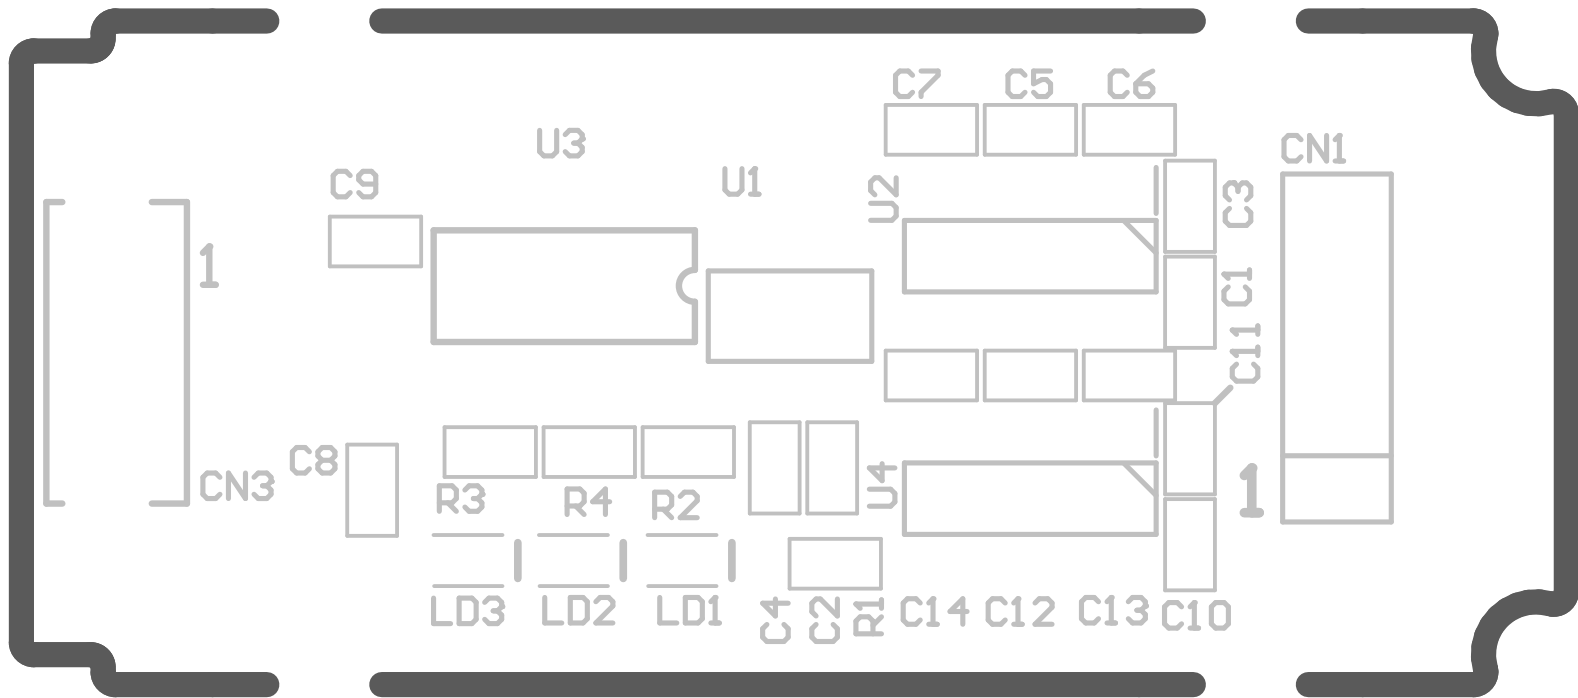 C7 C5 C6
U3
CN1
C9
U1
U2
C3
1
C1
C11
C8
CN3
R3 R4 R2
U4
1
LD3 LD2 LD1
C4 C2 R1
C14 C12 C13 C10